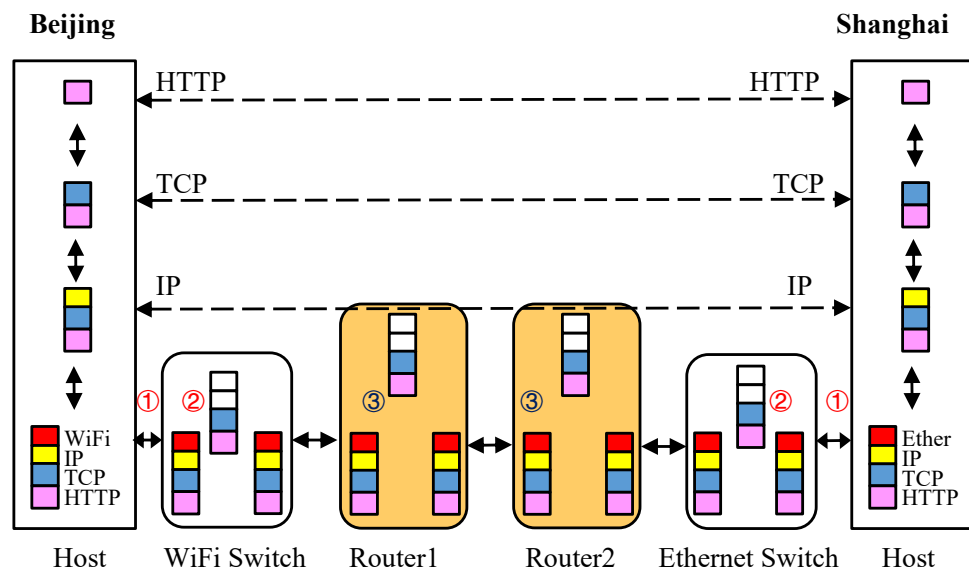 Beijing
Shanghai
HTTP
HTTP
TCP
TCP
IP
IP
①
②
③
③
②
①
WiFi
IP
TCP
HTTP
Ether
IP
TCP
HTTP
Host
WiFi Switch
Router1
Router2
Ethernet Switch
Host